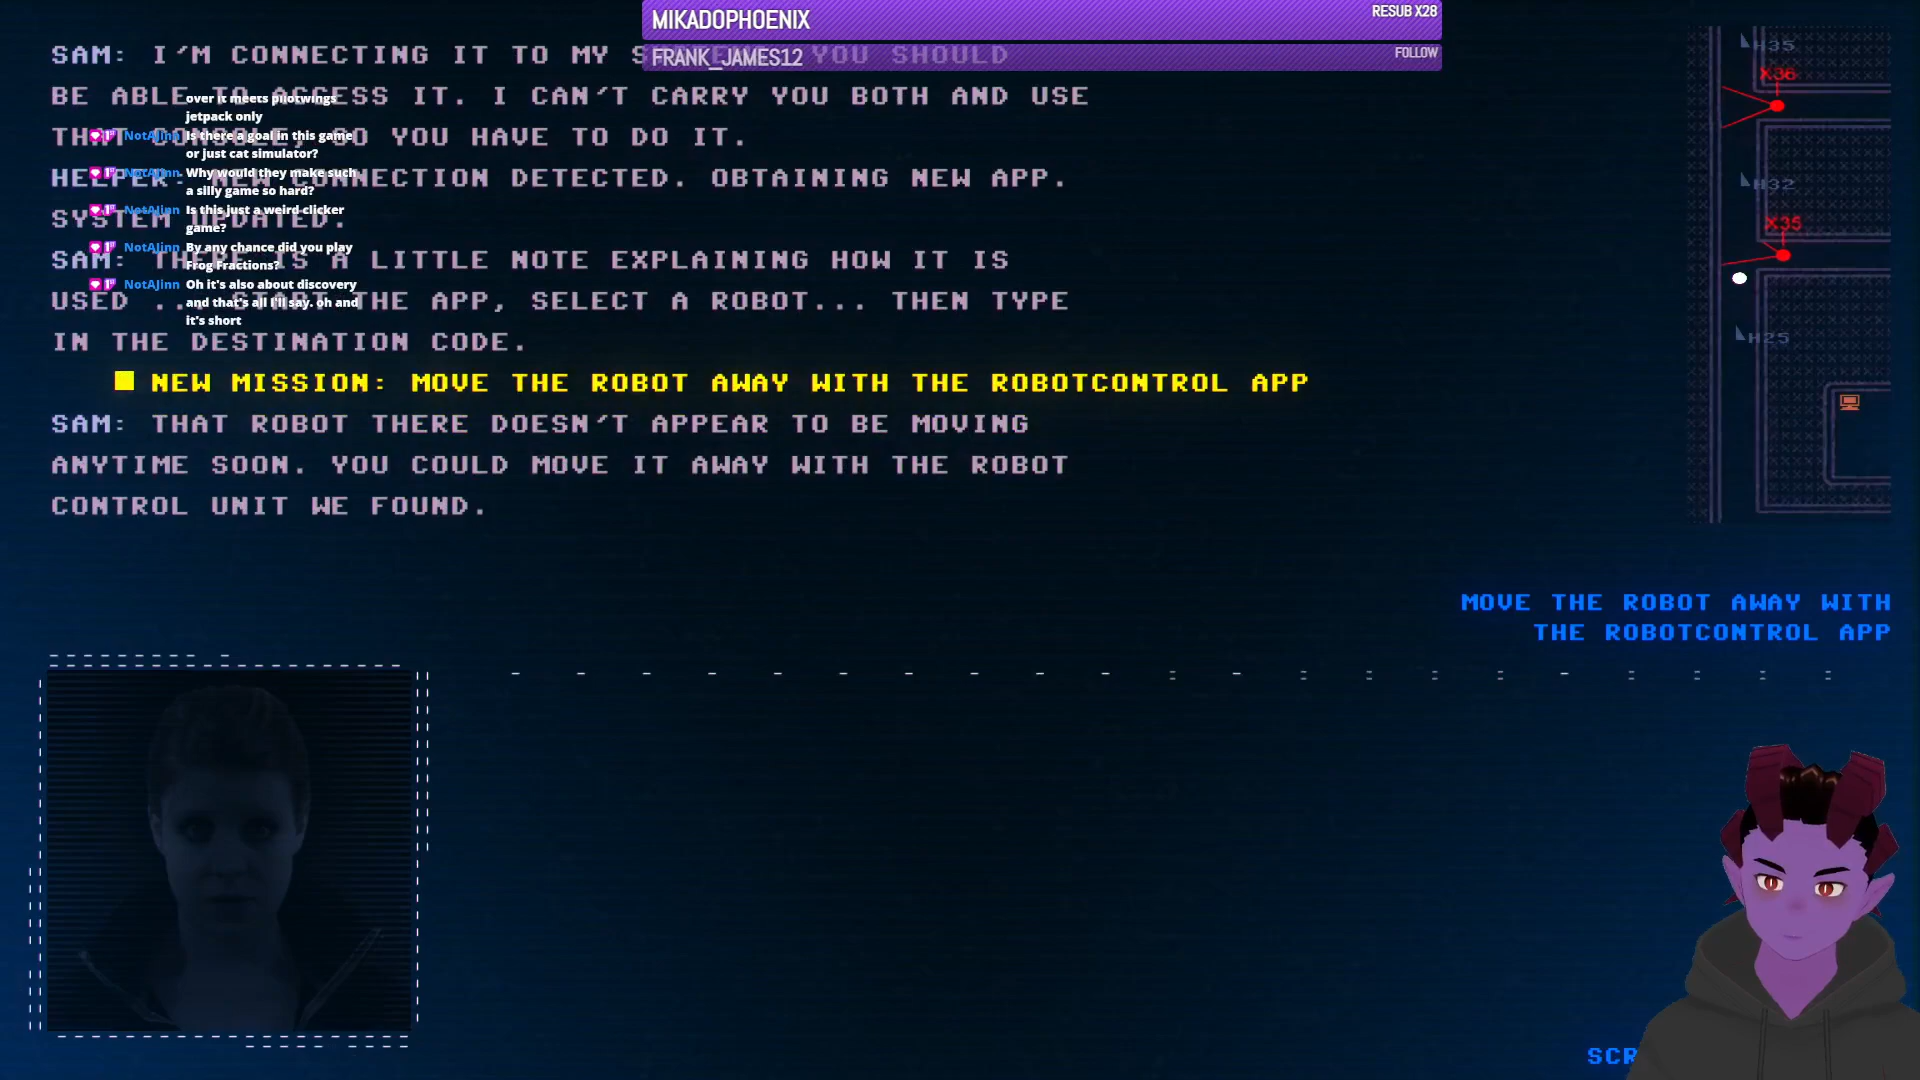 MIKADOPHOENIX RESUB X28
FRANK_JAMES12 FOLLOW
SAM: I'M CONNECTING IT TO MY S YOU SHOULD
BE ABLE TO ACCESS IT. I CAN'T CARRY YOU BOTH AND USE
THAT CONSOLE, SO YOU HAVE TO DO IT.
HELPER: NEW CONNECTION DETECTED. OBTAINING NEW APP.
SYSTEM UPDATED.
SAM: THERE IS A LITTLE NOTE EXPLAINING HOW IT IS
USED ... START THE APP, SELECT A ROBOT... THEN TYPE
IN THE DESTINATION CODE.
NEW MISSION: MOVE THE ROBOT AWAY WITH THE ROBOTCONTROL APP
SAM: THAT ROBOT THERE DOESN'T APPEAR TO BE MOVING
ANYTIME SOON. YOU COULD MOVE IT AWAY WITH THE ROBOT
CONTROL UNIT WE FOUND.
over it meets pilotwings
jetpack only
NotAJinn Is there a goal in this game
or just cat simulator?
NotAJinn Why would they make such
a silly game so hard?
NotAJinn Is this just a weird clicker
game?
NotAJinn By any chance did you play
Frog Fractions?
NotAJinn Oh it's also about discovery
and that's all I'll say. oh and
it's short
H35
X36
H32
X35
H25
MOVE THE ROBOT AWAY WITH
THE ROBOTCONTROL APP
SCR